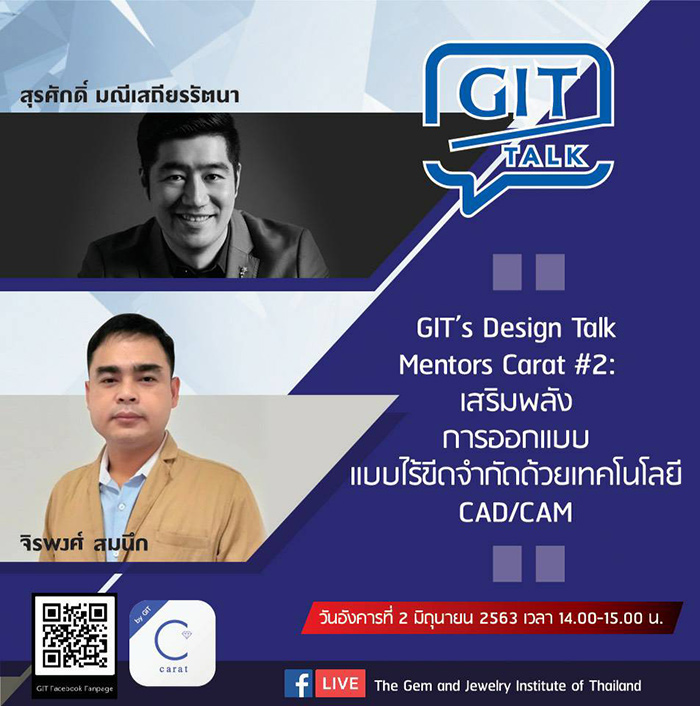 สุรศักดิ์ มณีเสถียรรัตนา
GIT
TALK
GIT's Design Talk
Mentors Carat #2:
เสริมพลัง
การออกแบบ
แบบไร้ขีดจำกัดด้วยเทคโนโลยี
CAD/CAM
จิรพงศ์ สมนึก
วันอังคารที่ 2 มิถุนายน 2563 เวลา 14.00-15.00 น.
GIT Facebook Fanpage
by GIT
C
carat
f LIVE The Gem and Jewelry Institute of Thailand